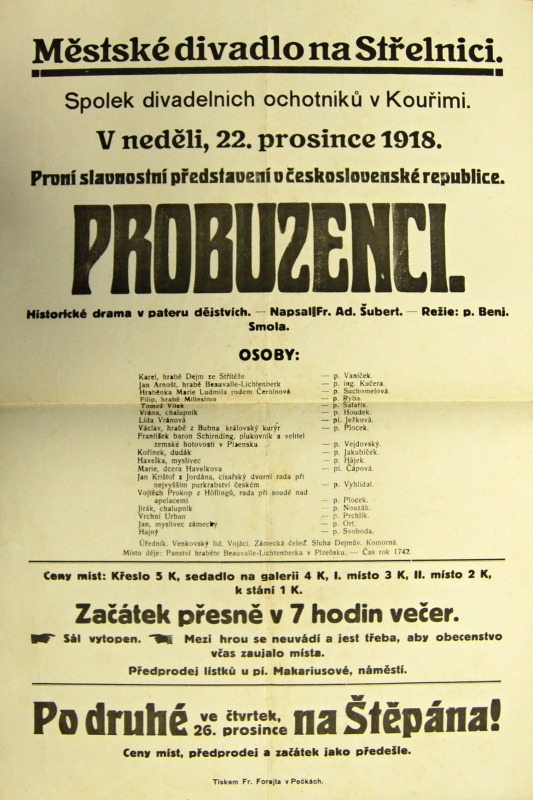 Městské divadlo na Střelnici.
Spolek divadelních ochotníků v Kouřimi.
V neděli, 22. prosince 1918.
První slavnostní představení v československé republice.
PROBUZENCI.
Historické drama v pateru dějstvích. — Napsal Fr. Ad. Šubert. — Režie: p. Benj.
Smola.
OSOBY:
Karel, hrabě Dejm ze Střítěže — p. Vaníček.
Jan Arnošt, hrabě Beauvalle-Lichtenberk — p. ing. Kučera.
Hraběnka Marie Ludmila rodem Černínova — p. Suchomelová.
Filip, hrabě Millesimo — p. Ryba.
Tomeš Vítek — p. Šafařík.
Vrána, chalupník — p. Houdek.
Lida Vránová — pí. Ježková.
Václav, hrabě z Bubna královský kurýr — p. Plocek.
František baron Schirnding, plukovník a velitel
zemské hotovosti v Plzeňsku — p. Vejdovský.
Kořínek, dudák — p. Jakubíček.
Havelka, myslivec — p. Hájek.
Marie, dcera Havelkova — pí. Čápová.
Jan Krištof z Jordánа, císařský dvorní rada při
nejvyšším purkrabství českém — p. Vyhlídal.
Vojtěch Prokop z Höflingů, rada při soudě nad
apelacemi — p. Plocek.
Jirák, chalupník — p. Nouzák.
Vrchní Urban — p. Prchlík.
Jan, myslivec zámecký — p. Ort.
Hajný — p. Svoboda.
Úředník. Venkovský lid. Vojáci. Zámecká čeleď. Sluha Dejmův. Komorná.
Místo děje: Panství hraběte Beauvalle-Lichtenberka v Plzeňsku. — Čas rok 1742.
Ceny míst: Křeslo 5 K, sedadlo na galerii 4 K, I. místo 3 K, II. místo 2 K,
k stání 1 K.
Začátek přesně v 7 hodin večer.
Sál vytopen. Mezi hrou se neuvádí a jest třeba, aby obecenstvo
včas zaujalo místa.
Předprodej lístků u pí. Makariusové, náměstí.
Po druhé ve čtvrtek, 26. prosince na Štěpána!
Ceny míst, předprodej a začátek jako předešle.
Tiskem Fr. Forejta v Pečkách.